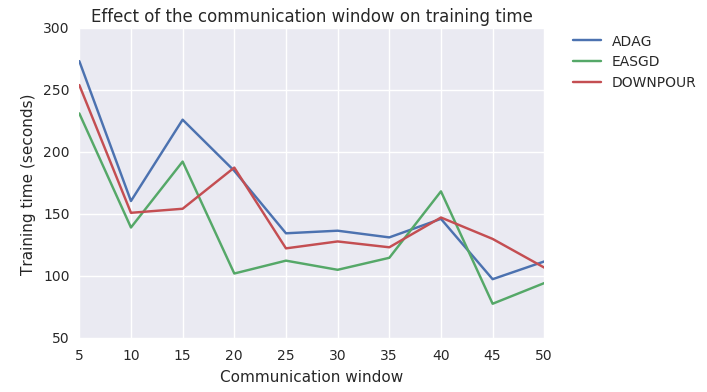 Effect of the communication window on training time
ADAG
EASGD
DOWNPOUR
Training time (seconds)
300
250
200
150
100
50
5 10 15 20 25 30 35 40 45 50
Communication window